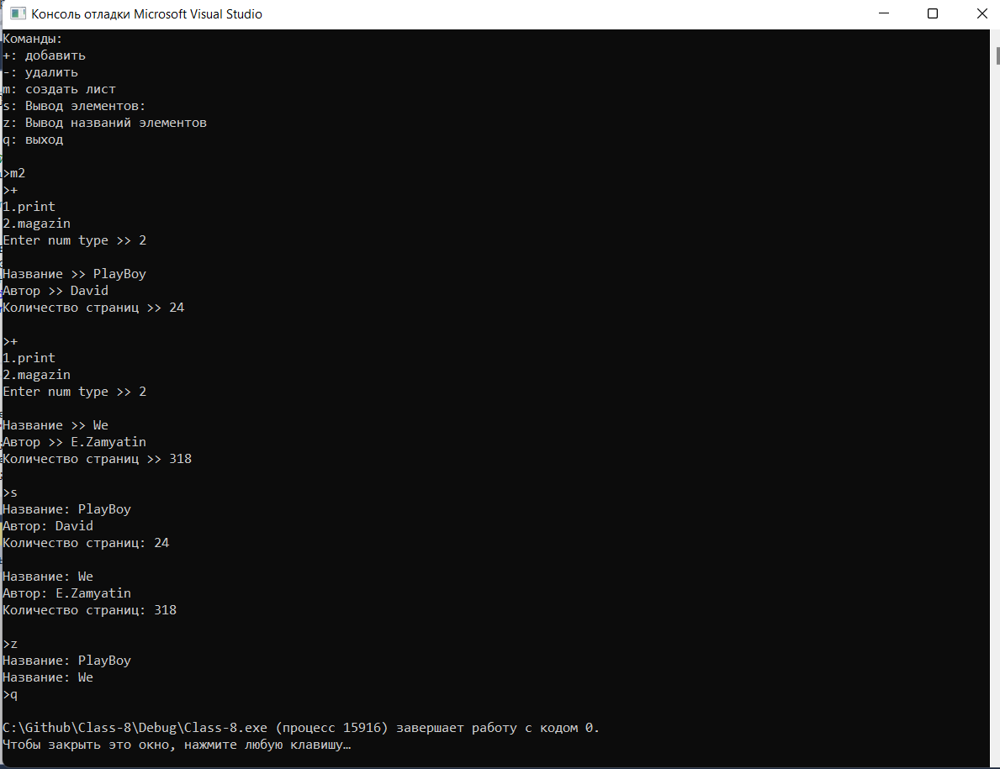 Консоль отладки Microsoft Visual Studio
Команды:
+: добавить
-: удалить
m: создать лист
s: Вывод элементов:
z: Вывод названий элементов
q: выход
>m2
>+
1.print
2.magazin
Enter num type >> 2
Название >> PlayBoy
Автор >> David
Количество страниц >> 24
>+
1.print
2.magazin
Enter num type >> 2
Название >> We
Автор >> E.Zamyatin
Количество страниц >> 318
>s
Название: PlayBoy
Автор: David
Количество страниц: 24
Название: We
Автор: E.Zamyatin
Количество страниц: 318
>z
Название: PlayBoy
Название: We
>q
C:\Github\Class-8\Debug\Class-8.exe (процесс 15916) завершает работу с кодом 0.
Чтобы закрыть это окно, нажмите любую клавишу…